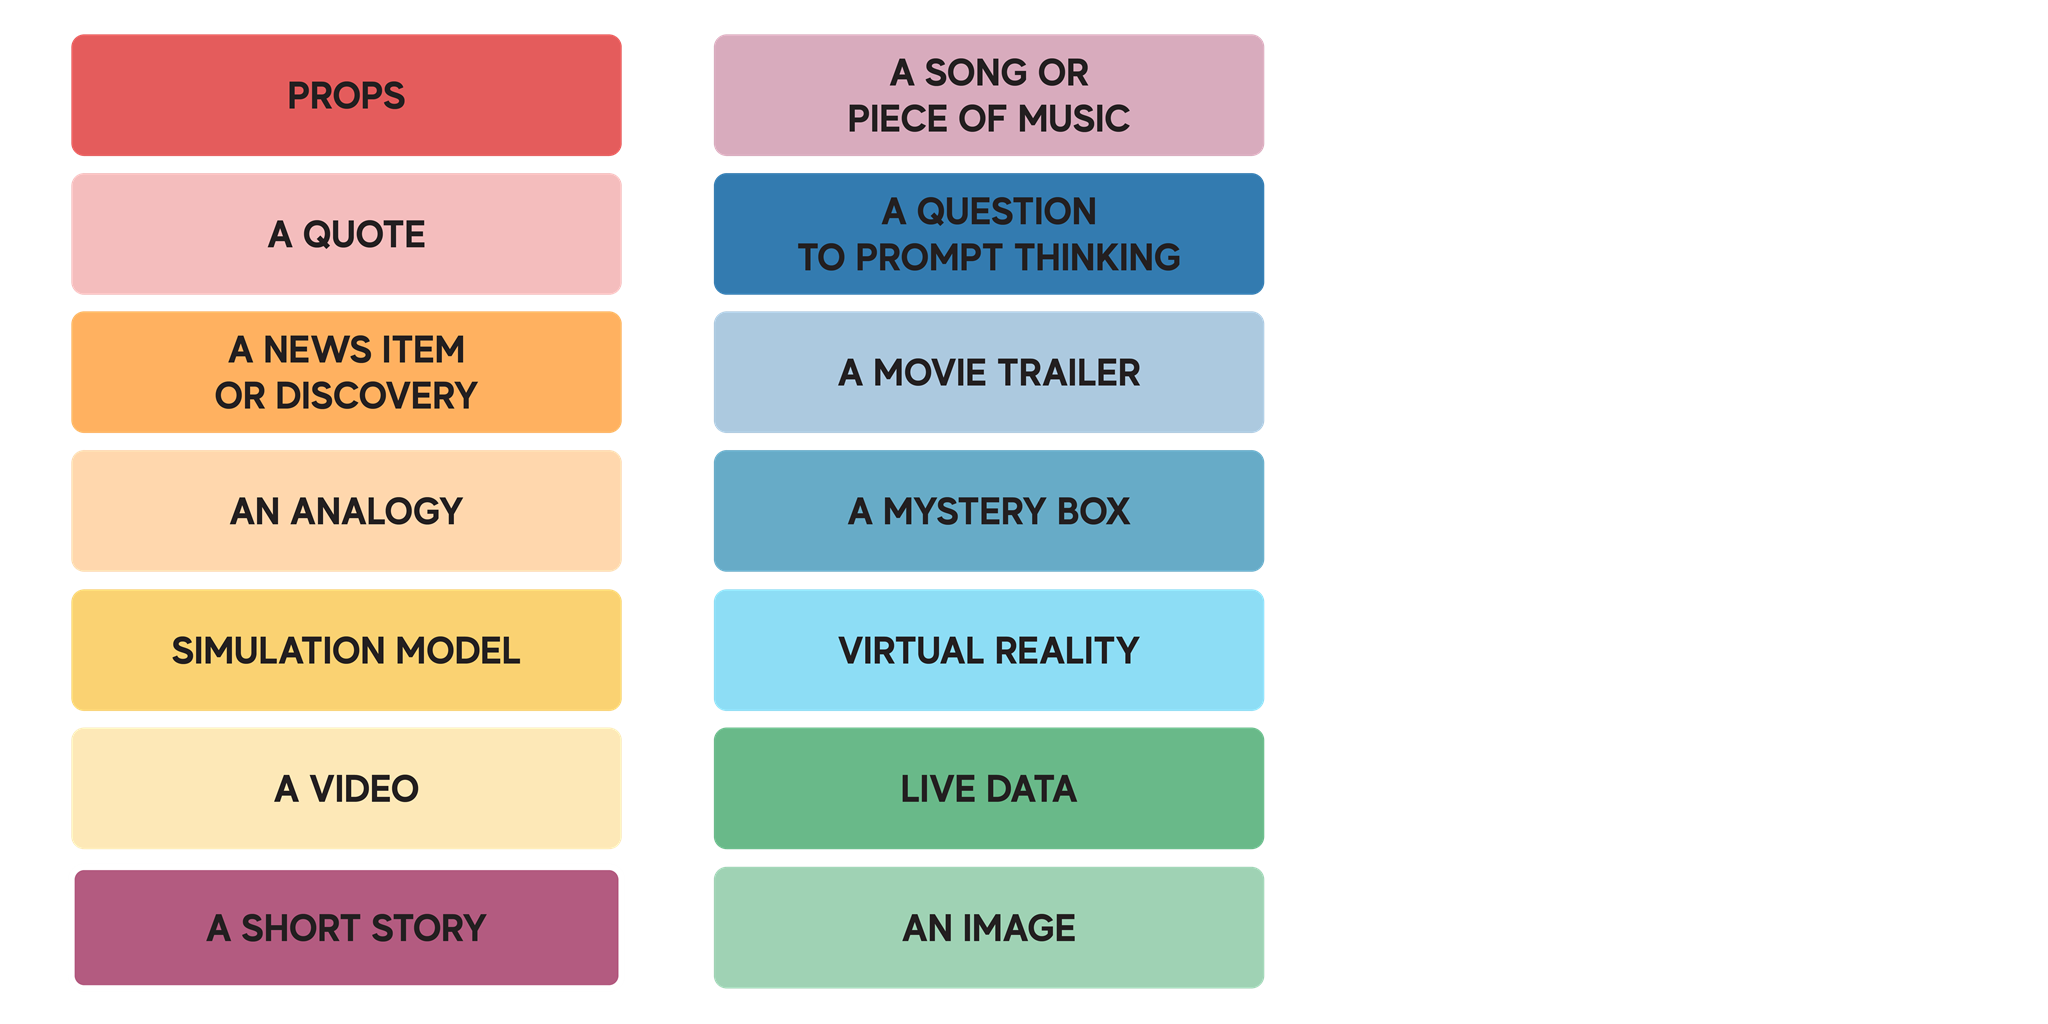 PROPS
A QUOTE
A NEWS ITEM
OR DISCOVERY
AN ANALOGY
SIMULATION MODEL
A VIDEO
A SHORT STORY
A SONG OR
PIECE OF MUSIC
A QUESTION
TO PROMPT THINKING
A MOVIE TRAILER
A MYSTERY BOX
VIRTUAL REALITY
LIVE DATA
AN IMAGE